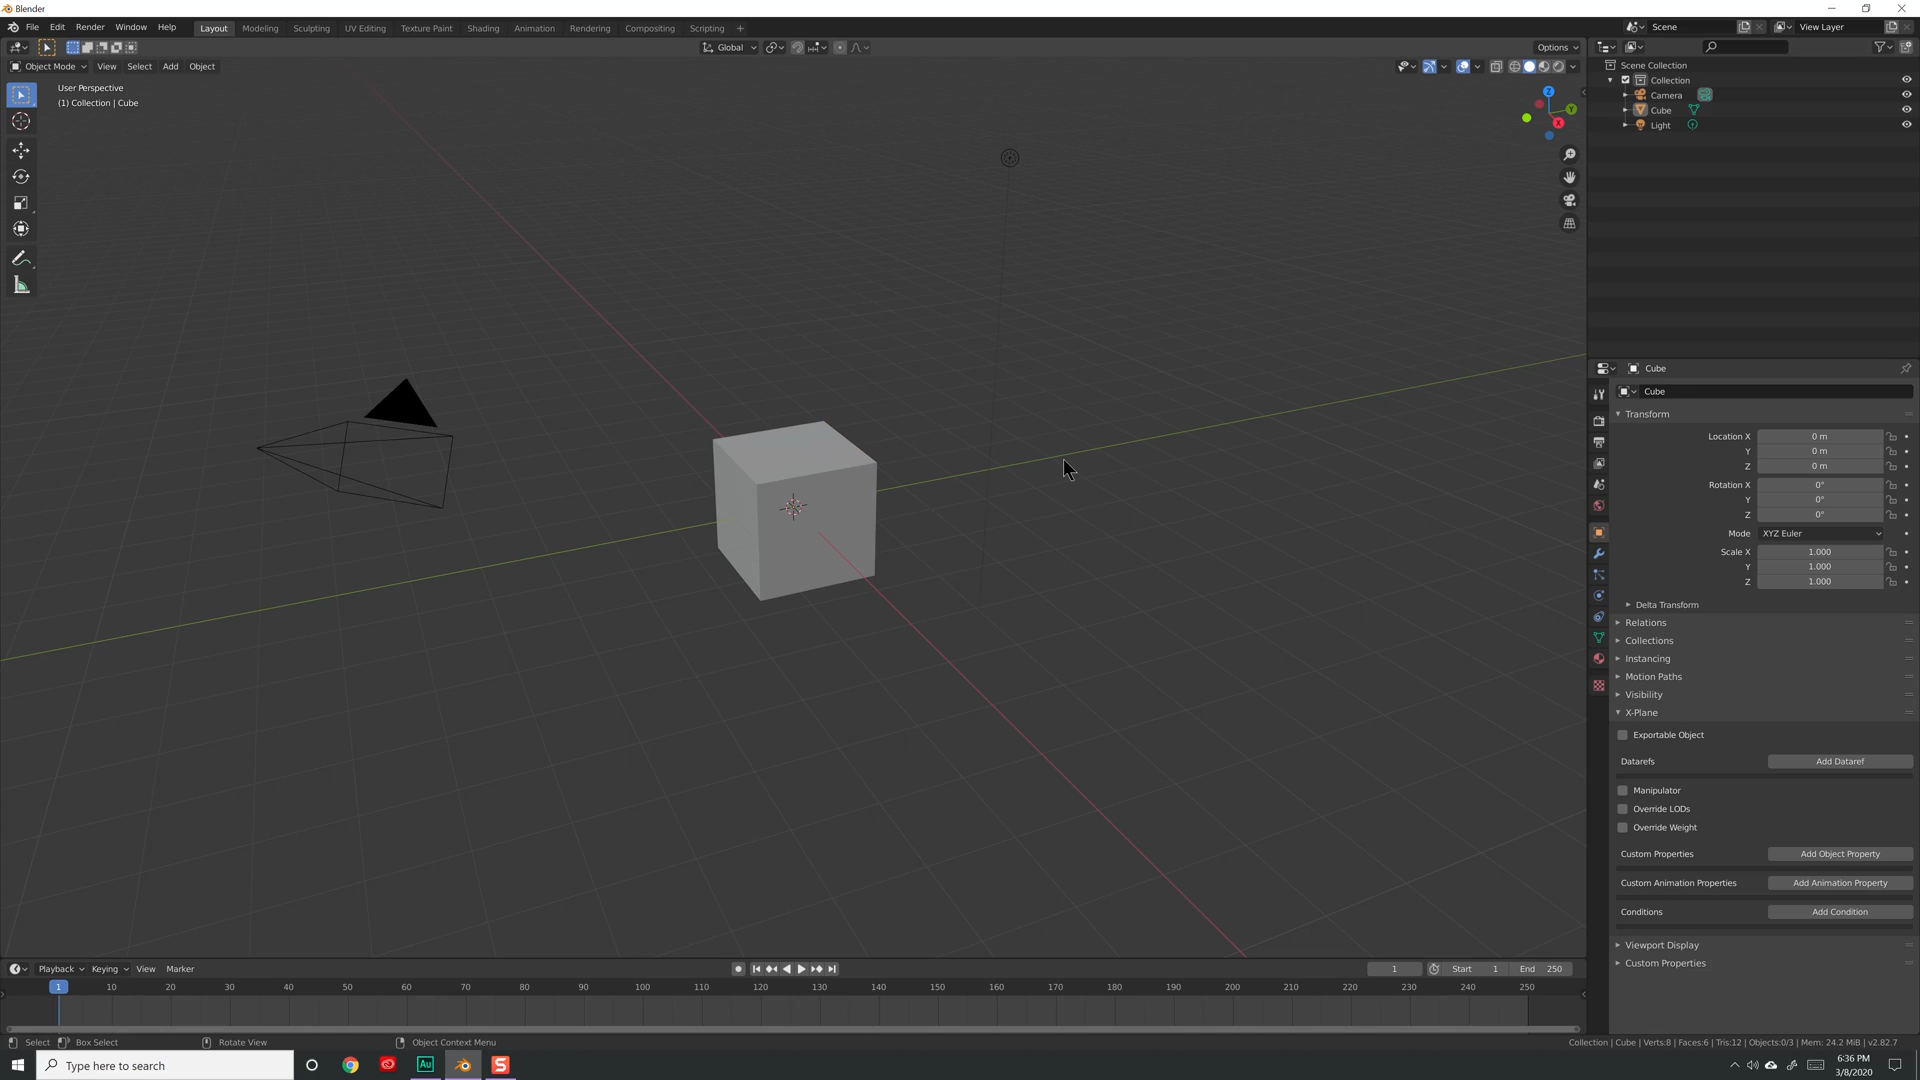 Blender
File Edit Render Window Help Layout Modeling Sculpting UV Editing Texture Paint Shading Animation Rendering Compositing Scripting + Scene View Layer
Global Options
Object Mode View Select Add Object
User Perspective
(1) Collection | Cube
Z
Y
X
Scene Collection
Collection
Camera
Cube
Light
Cube
Cube
Transform
Location X 0 m
Y 0 m
Z 0 m
Rotation X 0°
Y 0°
Z 0°
Mode XYZ Euler
Scale X 1.000
Y 1.000
Z 1.000
Delta Transform
Relations
Collections
Instancing
Motion Paths
Visibility
X-Plane
Exportable Object
Datarefs Add Dataref
Manipulator
Override LODs
Override Weight
Custom Properties Add Object Property
Custom Animation Properties Add Animation Property
Conditions Add Condition
Viewport Display
Custom Properties
Playback Keying View Marker 1 Start 1 End 250
1 10 20 30 40 50 60 70 80 90 100 110 120 130 140 150 160 170 180 190 200 210 220 230 240 250
Select Box Select Rotate View Object Context Menu Collection | Cube | Verts:8 | Faces:6 | Tris:12 | Objects:0/3 | Mem: 24.2 MiB | v2.82.7
Type here to search Au S 6:36 PM
3/8/2020